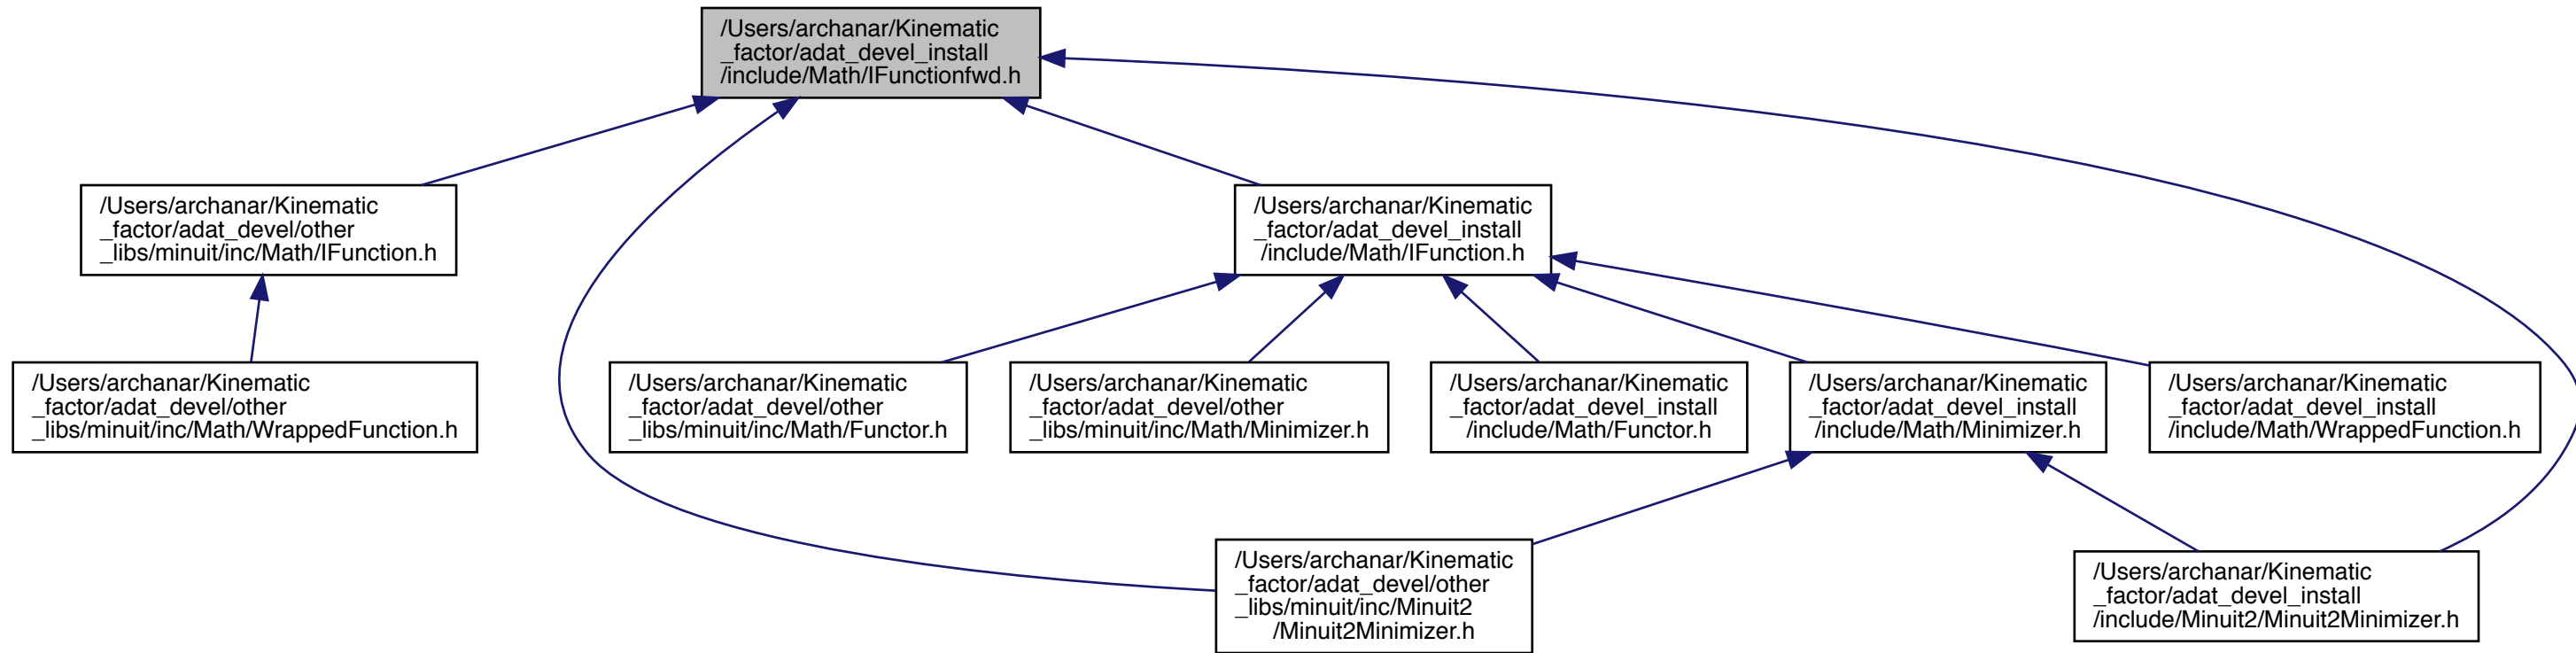 /Users/archanar/Kinematic
_factor/adat_devel_install
/include/Math/IFunctionfwd.h
/Users/archanar/Kinematic
_factor/adat_devel/other
_libs/minuit/inc/Math/IFunction.h
/Users/archanar/Kinematic
_factor/adat_devel_install
/include/Math/IFunction.h
/Users/archanar/Kinematic
_factor/adat_devel/other
_libs/minuit/inc/Math/WrappedFunction.h
/Users/archanar/Kinematic
_factor/adat_devel/other
_libs/minuit/inc/Math/Functor.h
/Users/archanar/Kinematic
_factor/adat_devel/other
_libs/minuit/inc/Math/Minimizer.h
/Users/archanar/Kinematic
_factor/adat_devel_install
/include/Math/Functor.h
/Users/archanar/Kinematic
_factor/adat_devel_install
/include/Math/Minimizer.h
/Users/archanar/Kinematic
_factor/adat_devel_install
/include/Math/WrappedFunction.h
/Users/archanar/Kinematic
_factor/adat_devel/other
_libs/minuit/inc/Minuit2
/Minuit2Minimizer.h
/Users/archanar/Kinematic
_factor/adat_devel_install
/include/Minuit2/Minuit2Minimizer.h